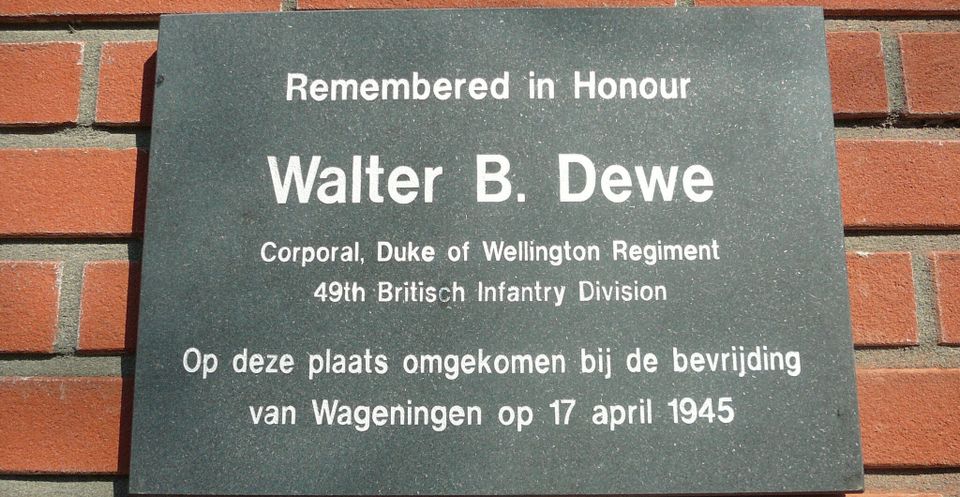 Remembered in Honour
Walter B. Dewe
Corporal, Duke of Wellington Regiment
49th Britisch Infantry Division
Op deze plaats omgekomen bij de bevrijding
van Wageningen op 17 april 1945